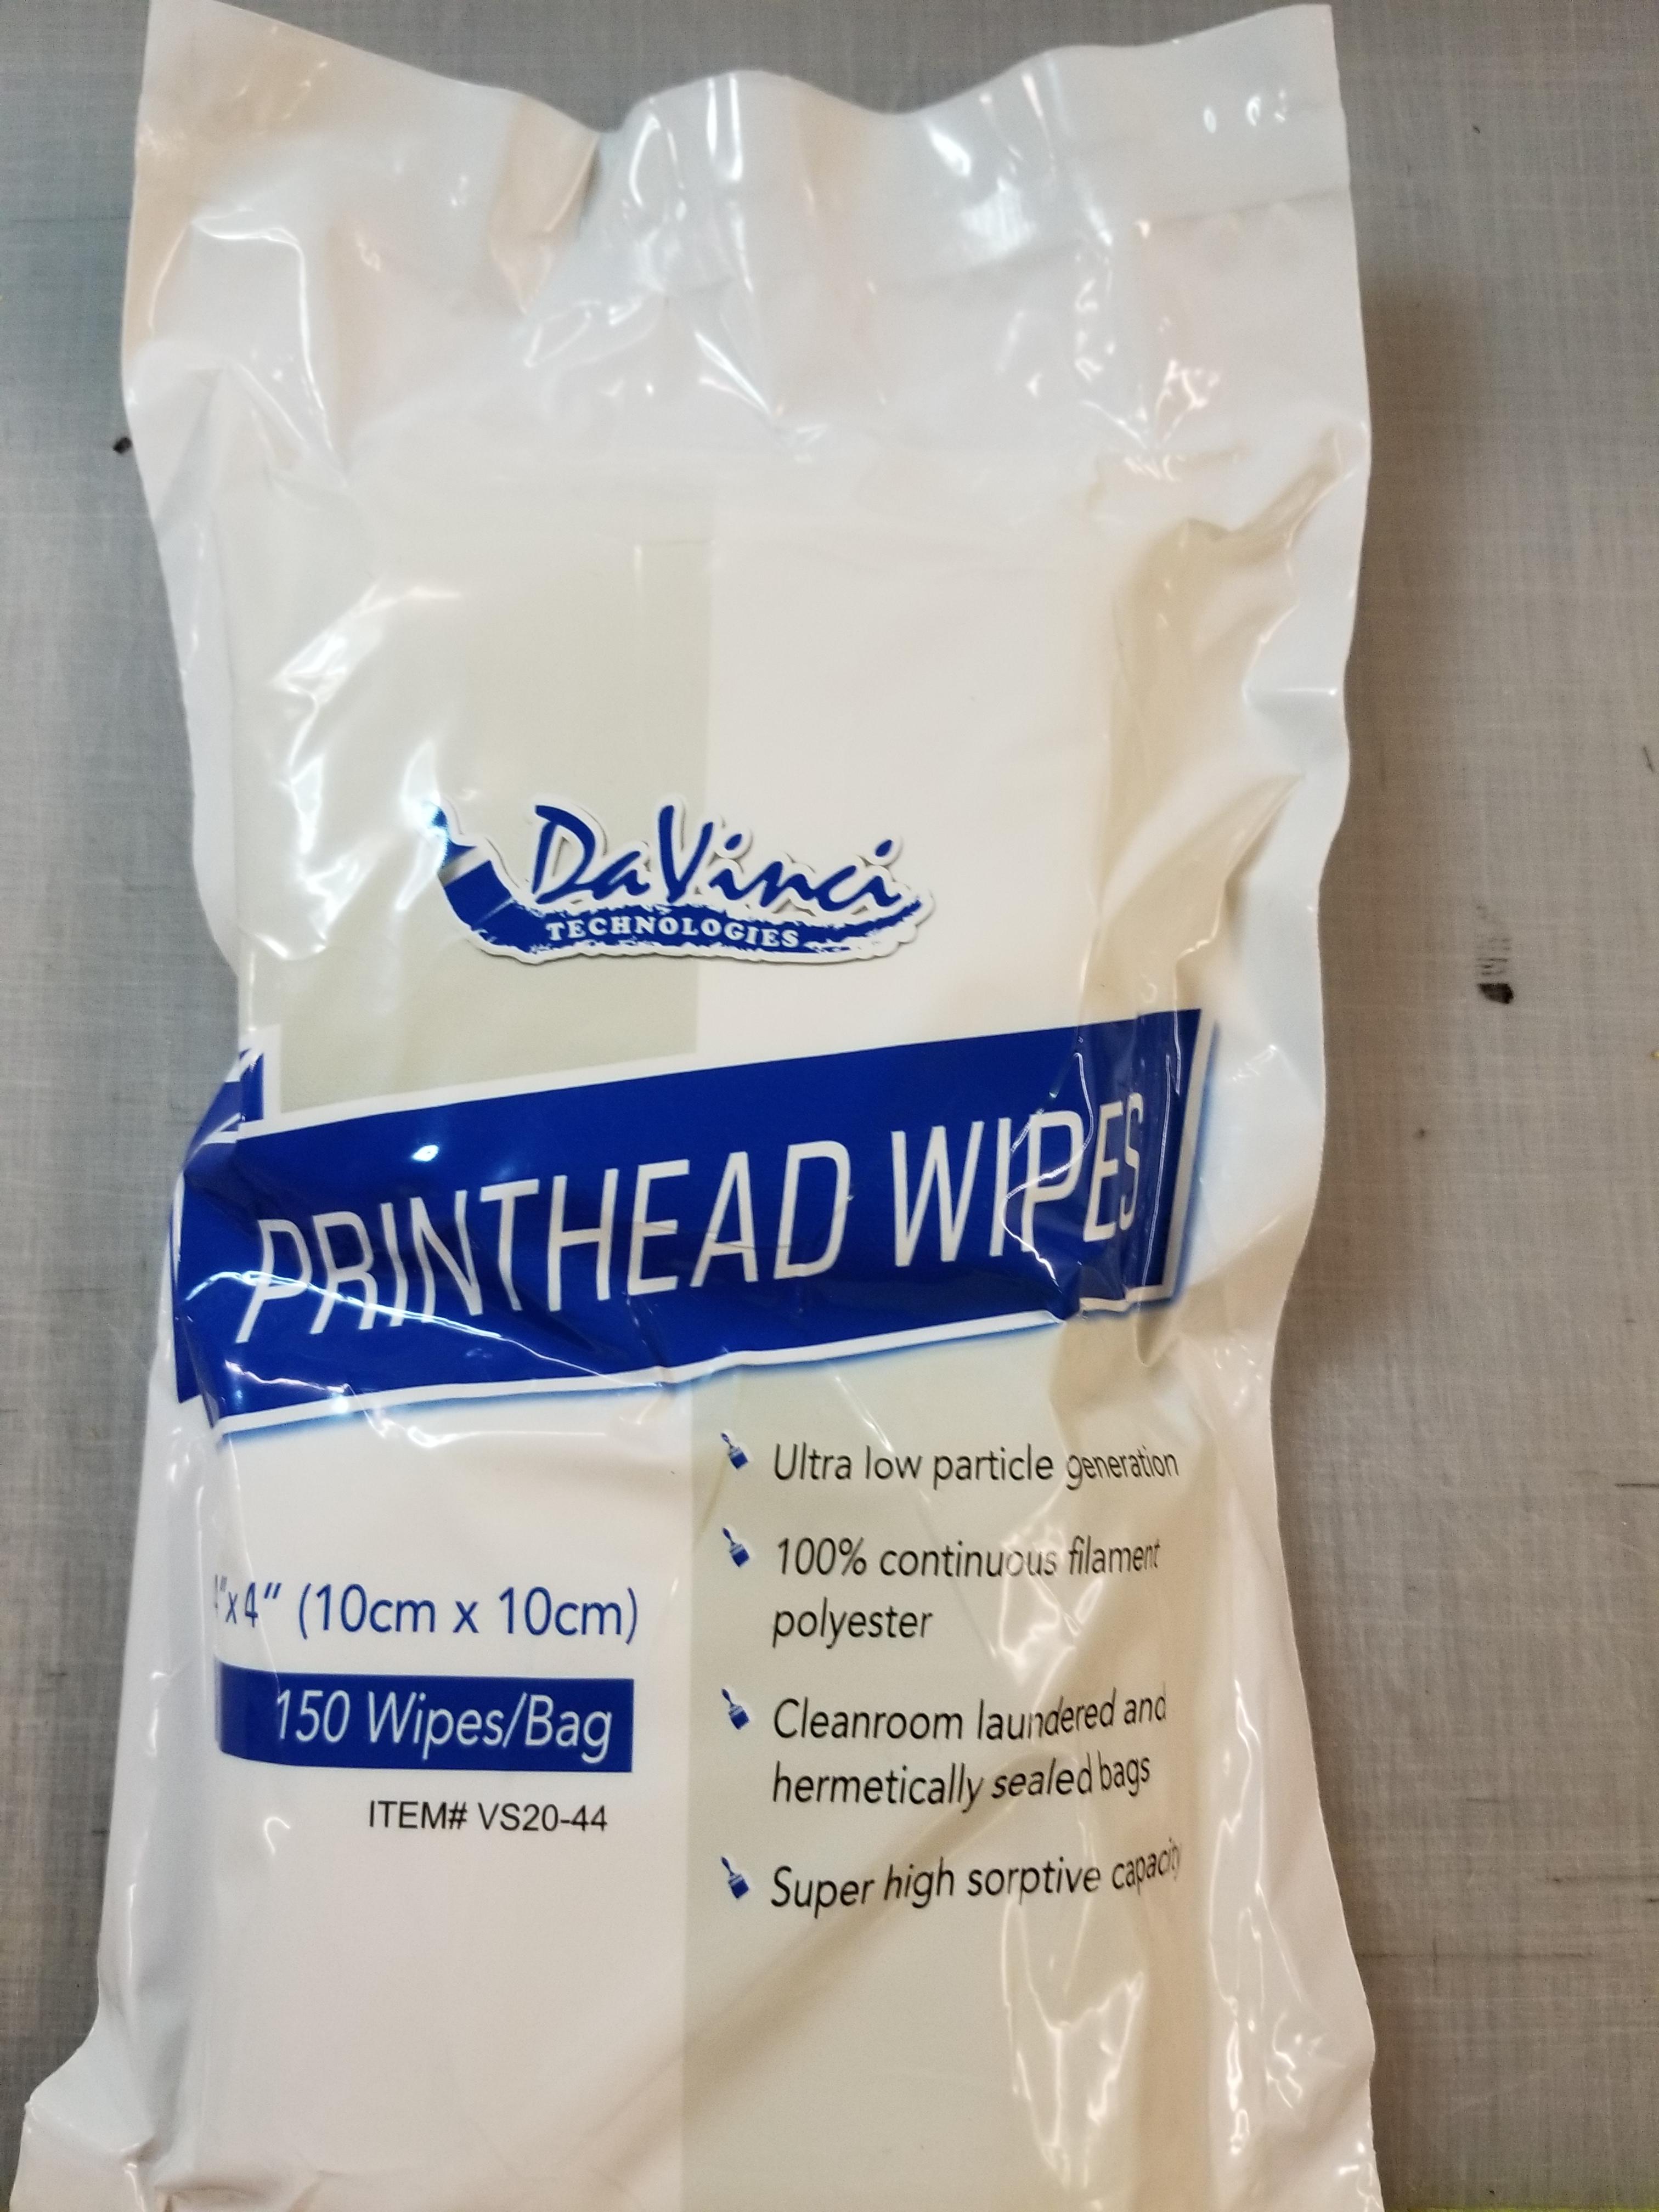 DaVinci
TECHNOLOGIES
PRINTHEAD WIPES
4"x4" (10cm x 10cm)
150 Wipes/Bag
ITEM# VS20-44
Ultra low particle generation
100% continuous filament
polyester
Cleanroom laundered and
hermetically sealed bags
Super high sorptive capacity